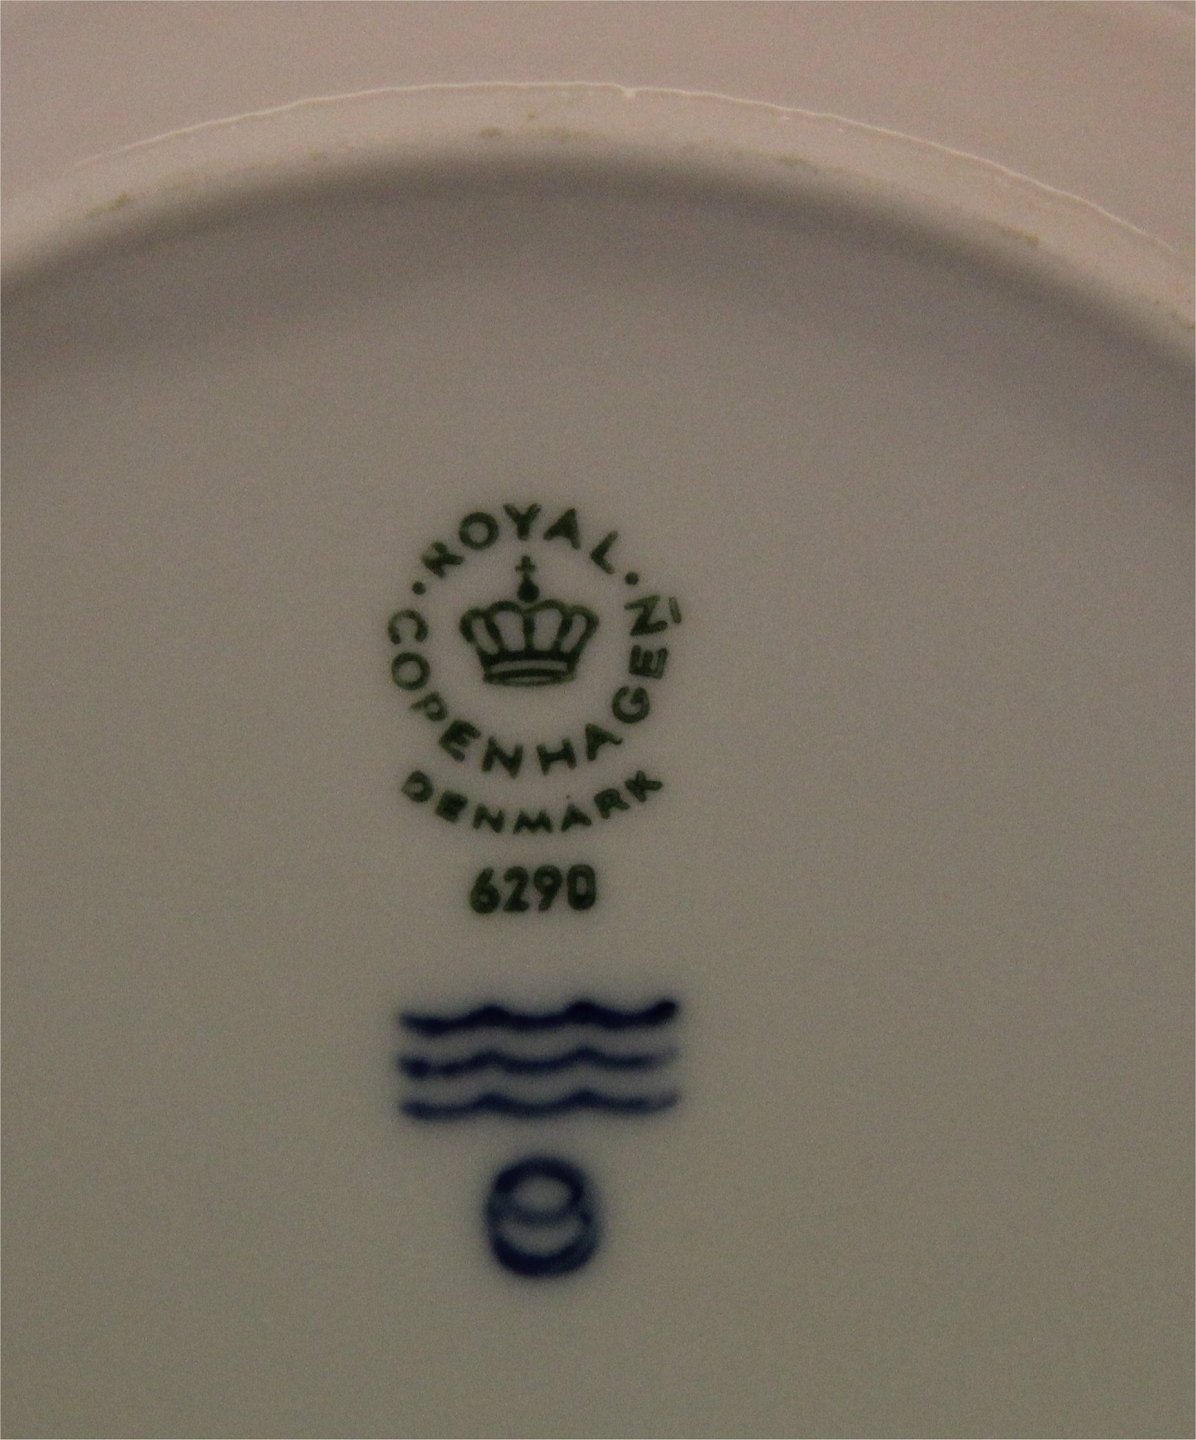 ROYAL
COPENHAGEN
DENMARK
6290